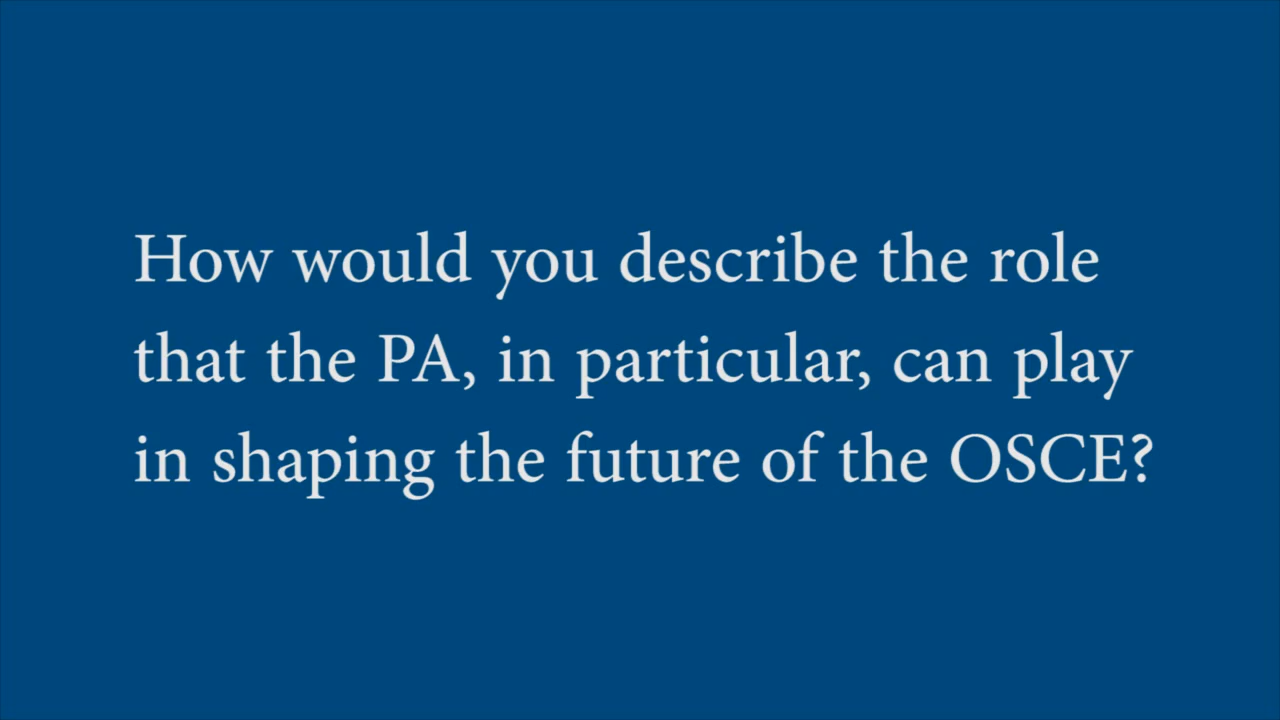 How would you describe the role
that the PA, in particular, can play
in shaping the future of the OSCE?